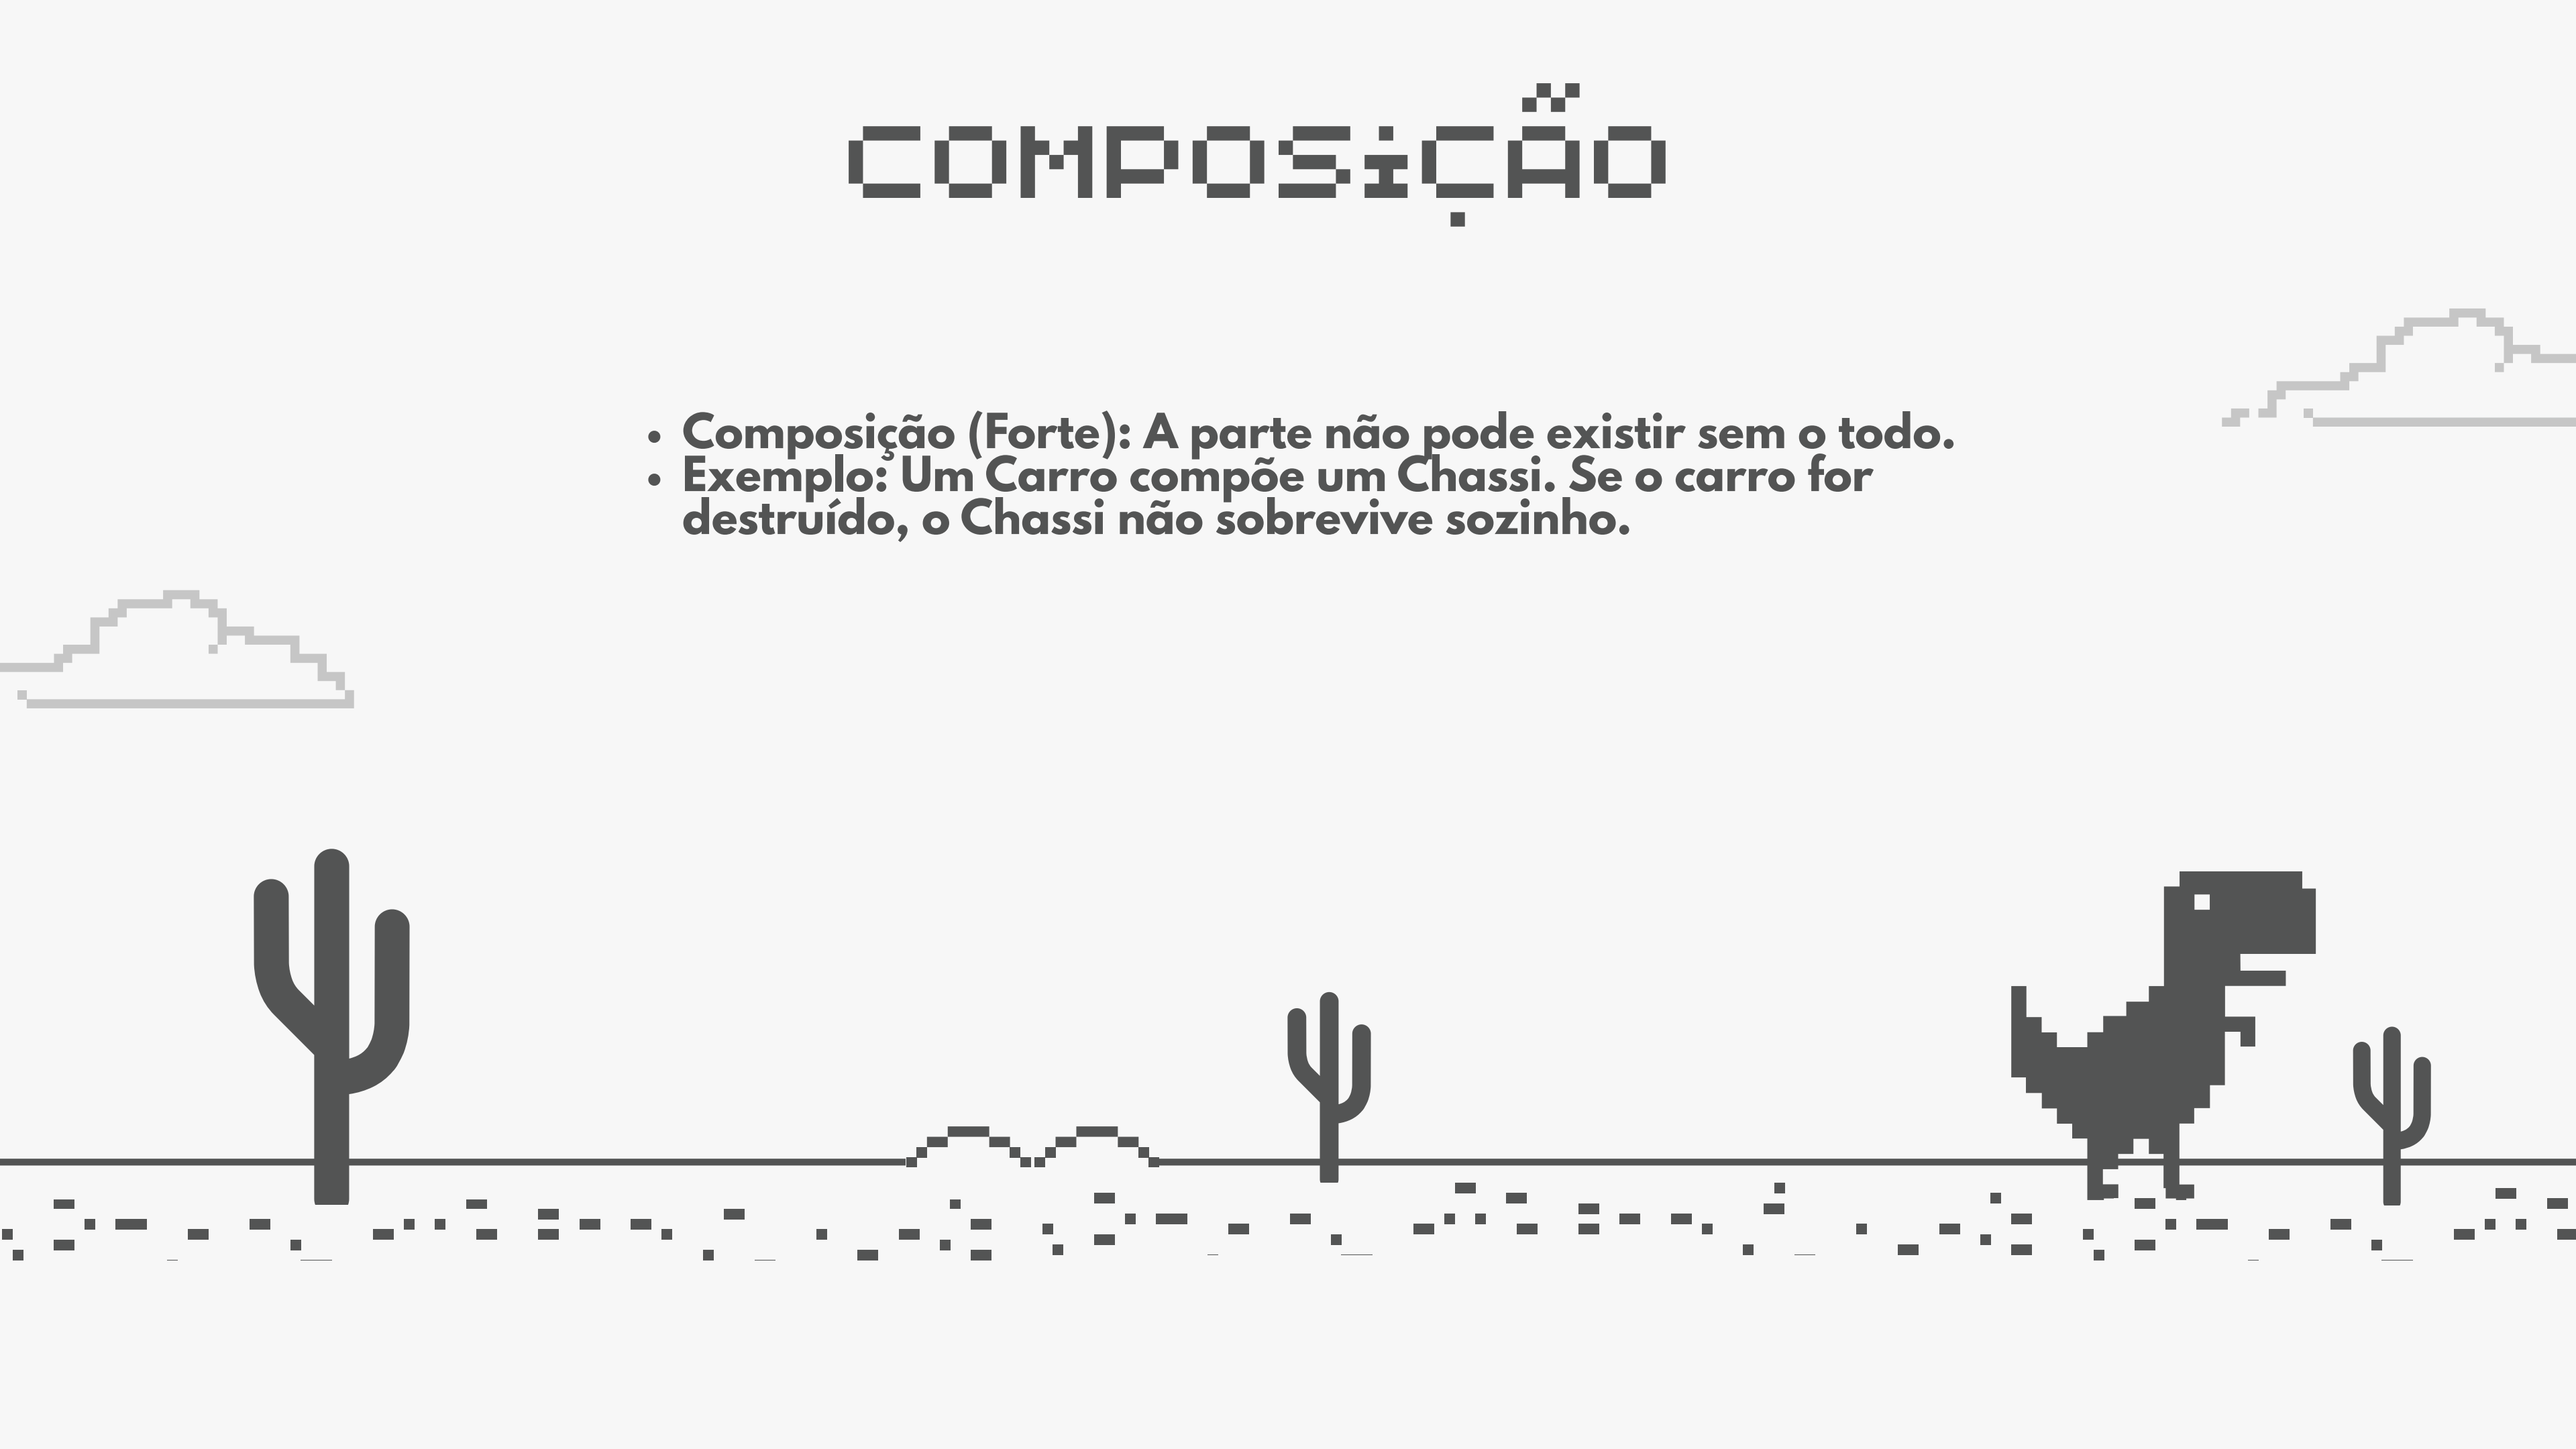 COMPOSIÇÃO
• Composição (Forte): A parte não pode existir sem o todo.
• Exemplo: Um Carro compõe um Chassi. Se o carro for
destruído, o Chassi não sobrevive sozinho.